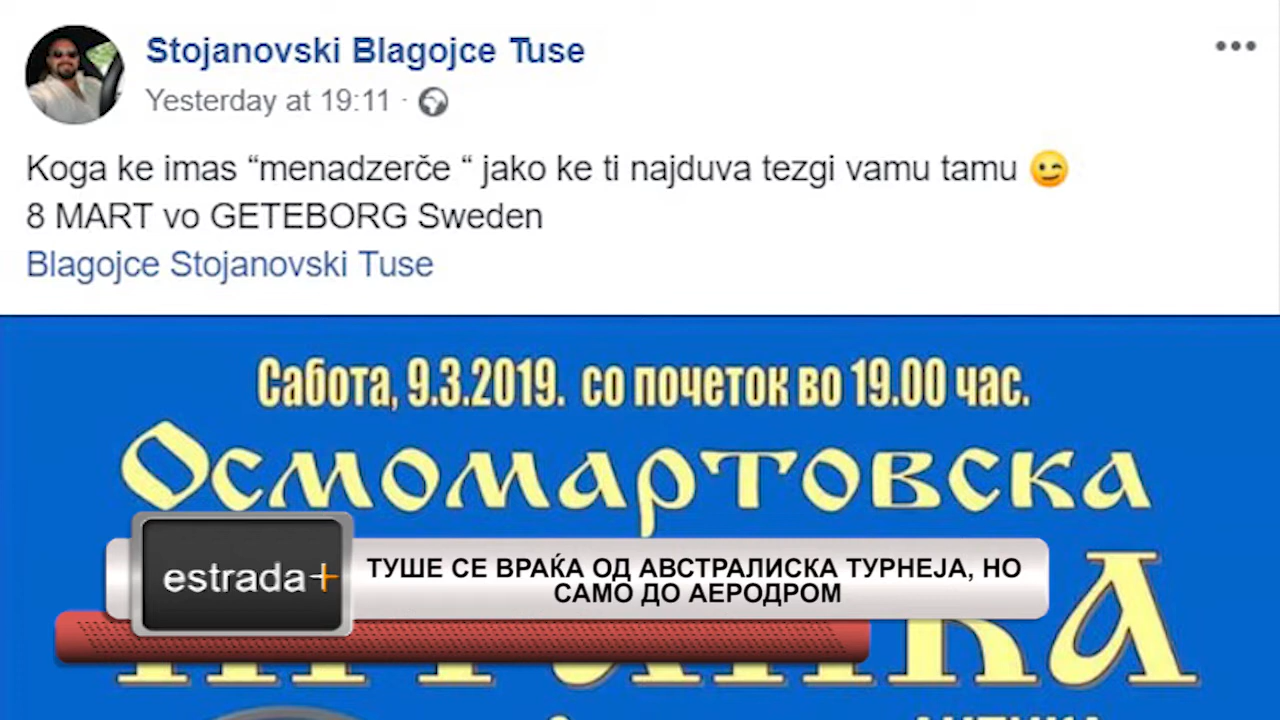 Stojanovski Blagojce Tuse
Yesterday at 19:11 ·
Koga ke imas “menadzerče “ jako ke ti najduva tezgi vamu tamu 😉
8 MART vo GETEBORG Sweden
Blagojce Stojanovski Tuse
Сабота, 9.3.2019. со почеток во 19.00 час.
Осмомартовска
estrada+
ТУШЕ СЕ ВРАЌА ОД АВСТРАЛИСКА ТУРНЕЈА, НО
САМО ДО АЕРОДРОМ